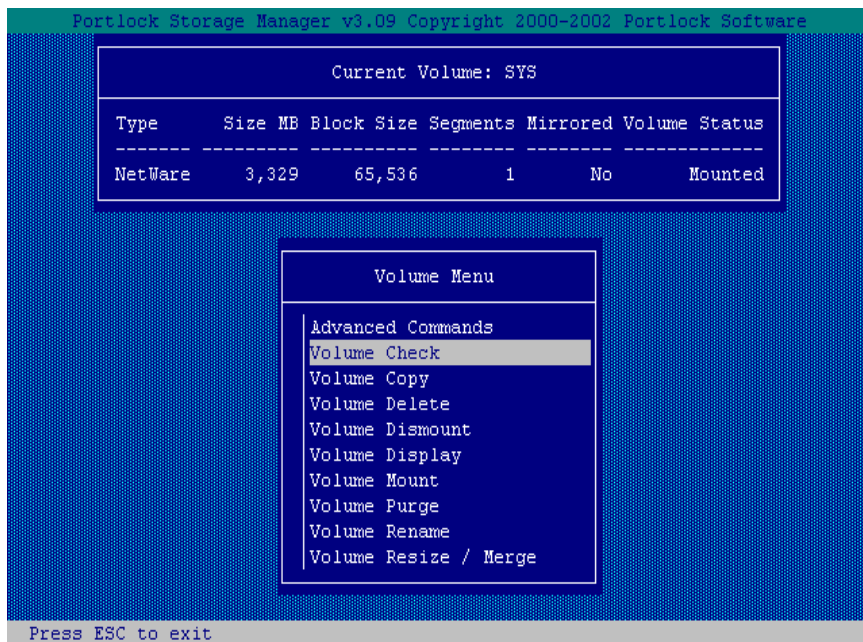 Portlock Storage Manager v3.09 Copyright 2000-2002 Portlock Software
Current Volume: SYS
Type Size MB Block Size Segments Mirrored Volume Status
------- --------- ---------- -------- -------- -------------
NetWare 3,329 65,536 1 No Mounted
Volume Menu
Advanced Commands
Volume Check
Volume Copy
Volume Delete
Volume Dismount
Volume Display
Volume Mount
Volume Purge
Volume Rename
Volume Resize / Merge
Press ESC to exit